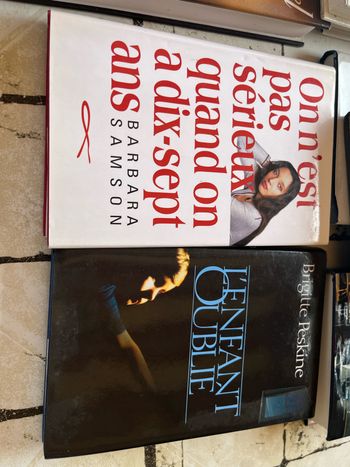 On n'est
pas
sérieux
quand on
a dix-sept
ans
BARBARA
SAMSON
Brigitte Peskine
L'ENFANT
OUBLIÉ